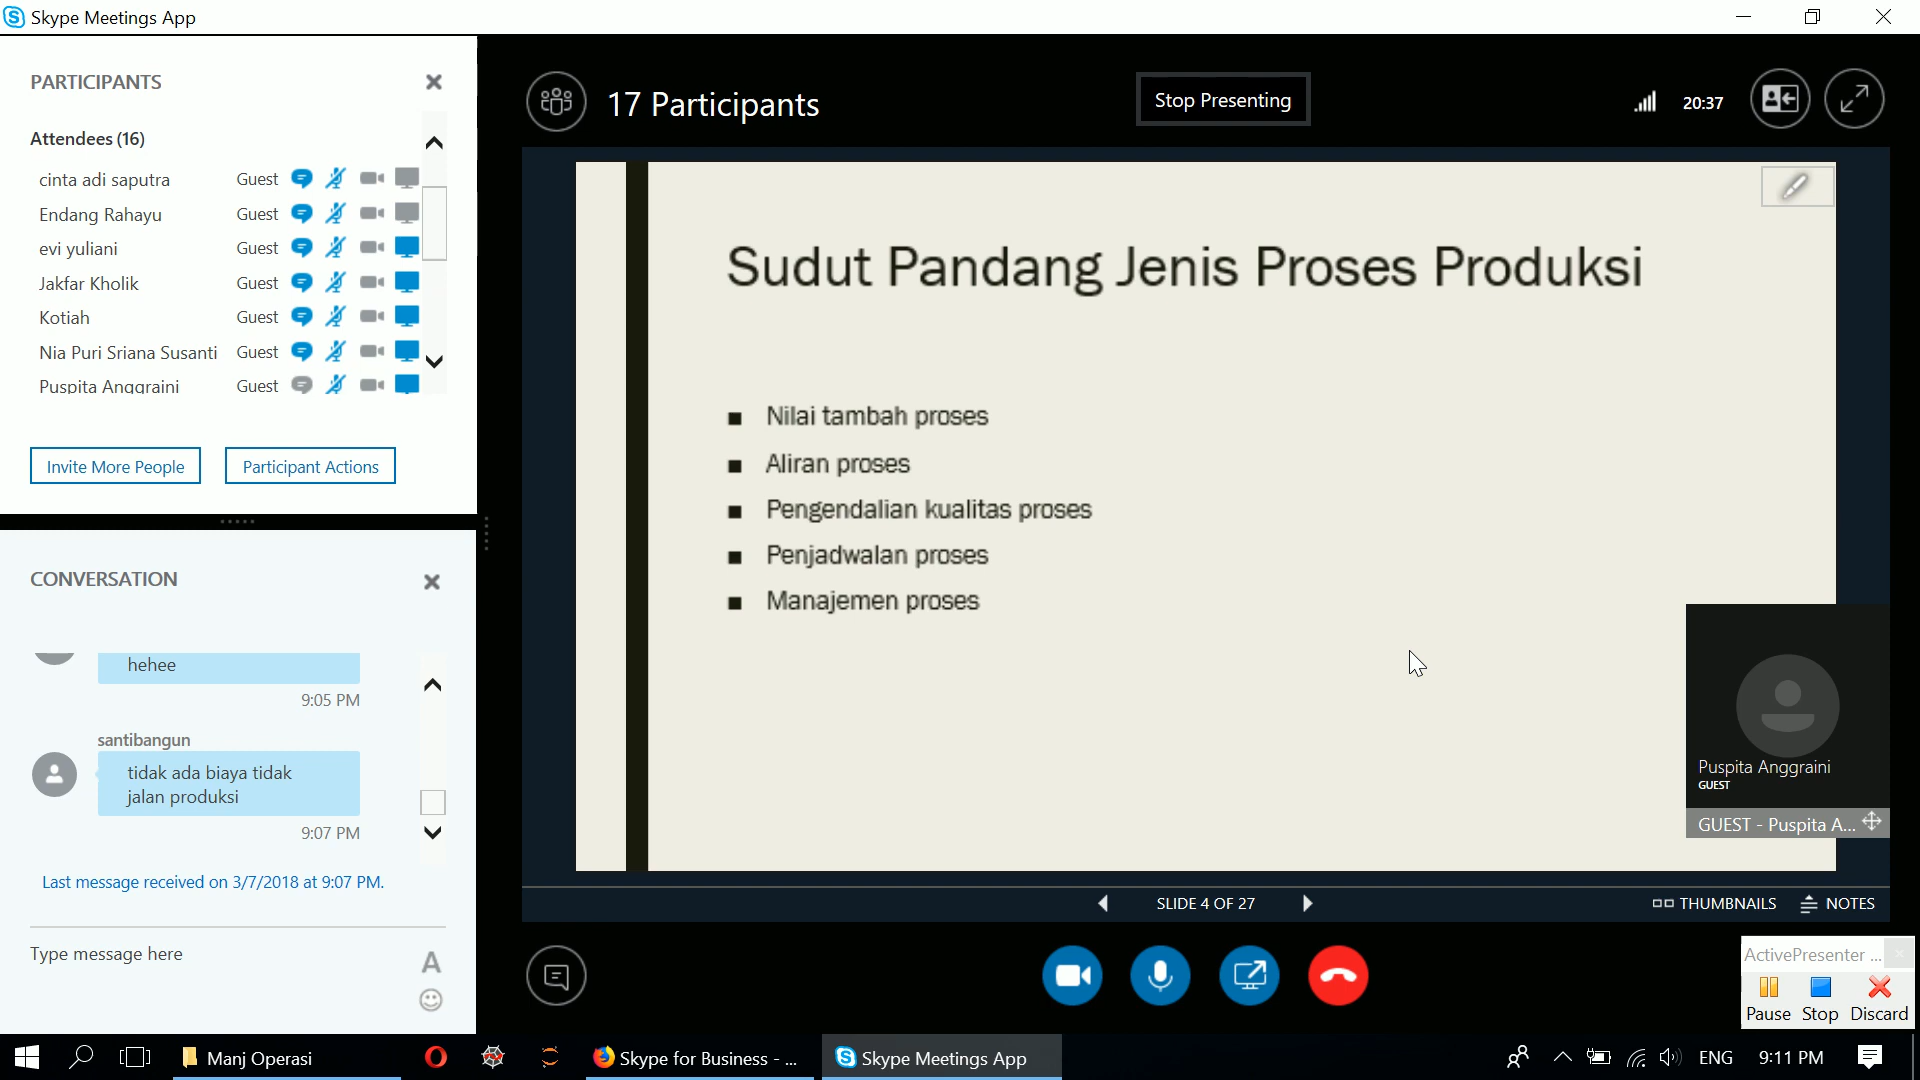 Skype Meetings App
PARTICIPANTS
Attendees (16)
cinta adi saputra Guest
Endang Rahayu Guest
evi yuliani Guest
Jakfar Kholik Guest
Kotiah Guest
Nia Puri Sriana Susanti Guest
Puspita Anggraini Guest
Invite More People Participant Actions
CONVERSATION
hehee
9:05 PM
santibangun
tidak ada biaya tidak
jalan produksi
9:07 PM
Last message received on 3/7/2018 at 9:07 PM.
Type message here
A
17 Participants
Stop Presenting
20:37
Sudut Pandang Jenis Proses Produksi
■ Nilai tambah proses
■ Aliran proses
■ Pengendalian kualitas proses
■ Penjadwalan proses
■ Manajemen proses
Puspita Anggraini
GUEST
GUEST - Puspita A...
SLIDE 4 OF 27
THUMBNAILS NOTES
ActivePresenter ...
Pause Stop Discard
Manj Operasi
Skype for Business - ...
Skype Meetings App
ENG 9:11 PM